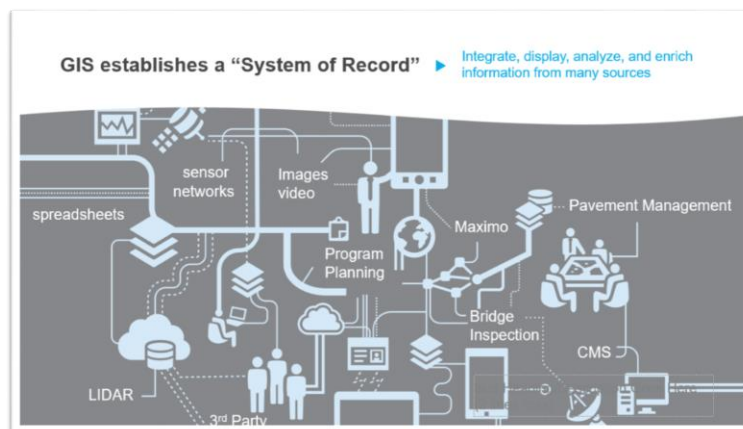 GIS establishes a “System of Record”
Integrate, display, analyze, and enrich
information from many sources
sensor
networks
Images
video
spreadsheets
Maximo
Pavement Management
Program
Planning
Bridge
Inspection
CMS
LIDAR
3rd Party